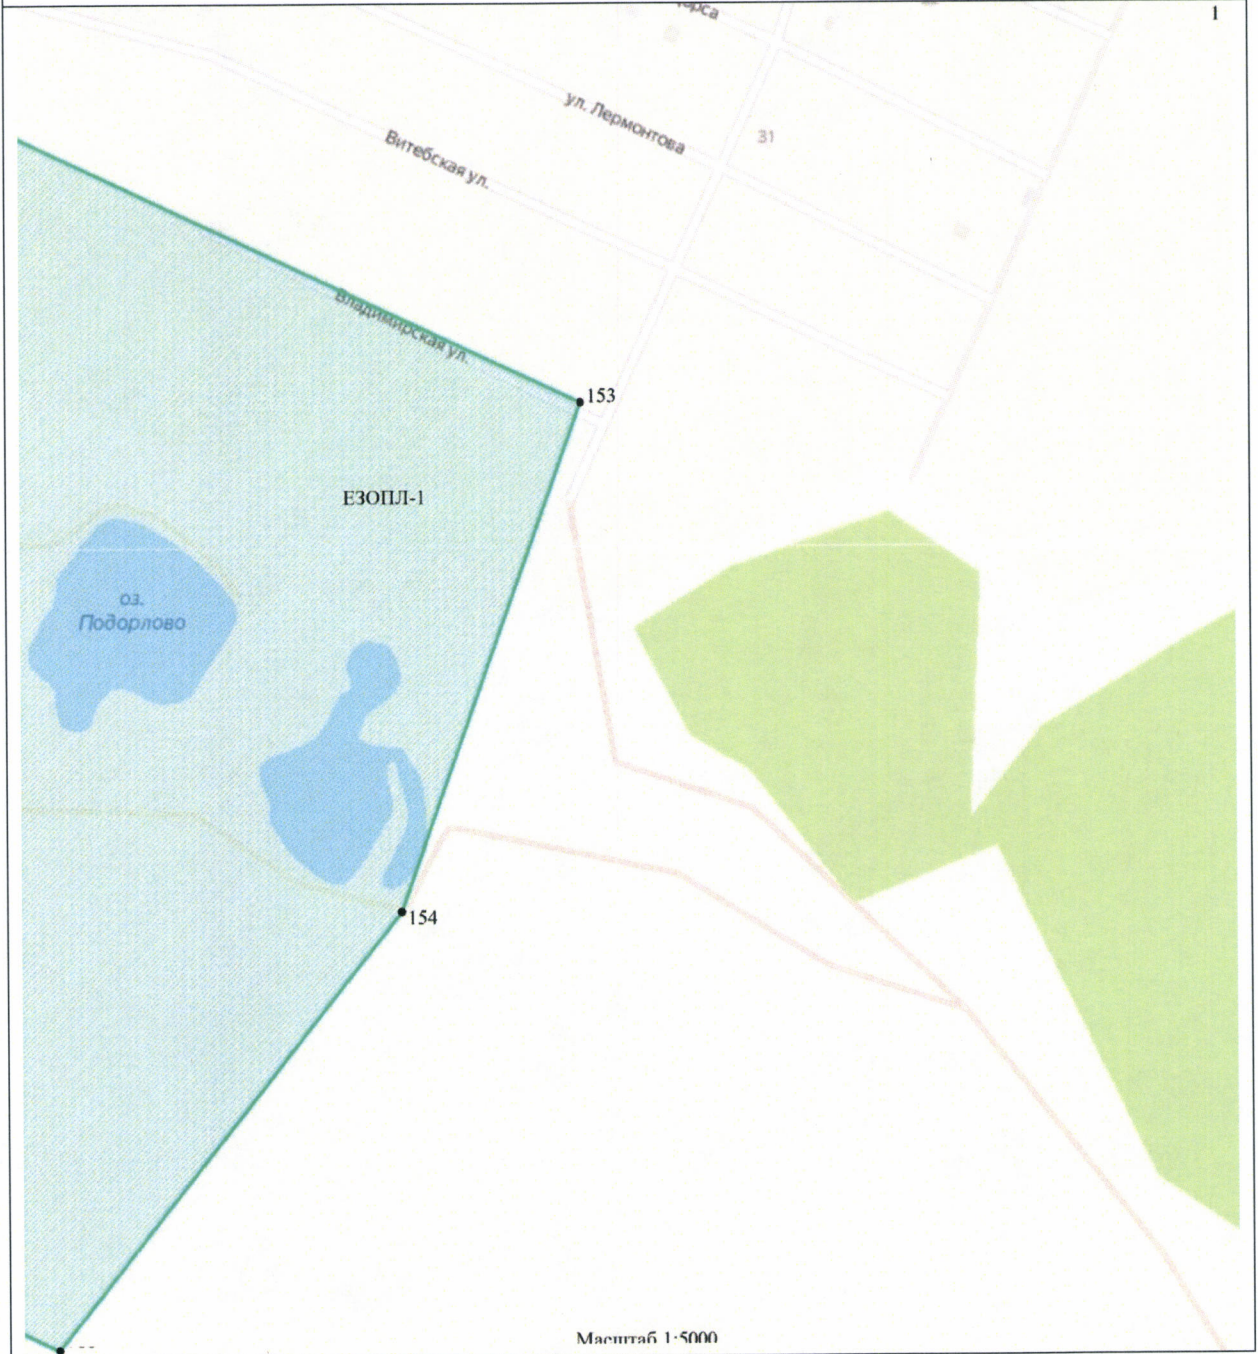 1
ул. Лермонтова
31
Витебская ул.
Владимирская ул.
153
ЕЗОПЛ-1
оз.
Подорлово
154
Масштаб 1:5000